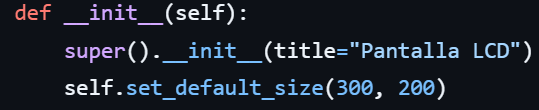 def __init__(self):
    super().__init__(title="Pantalla LCD")
    self.set_default_size(300, 200)